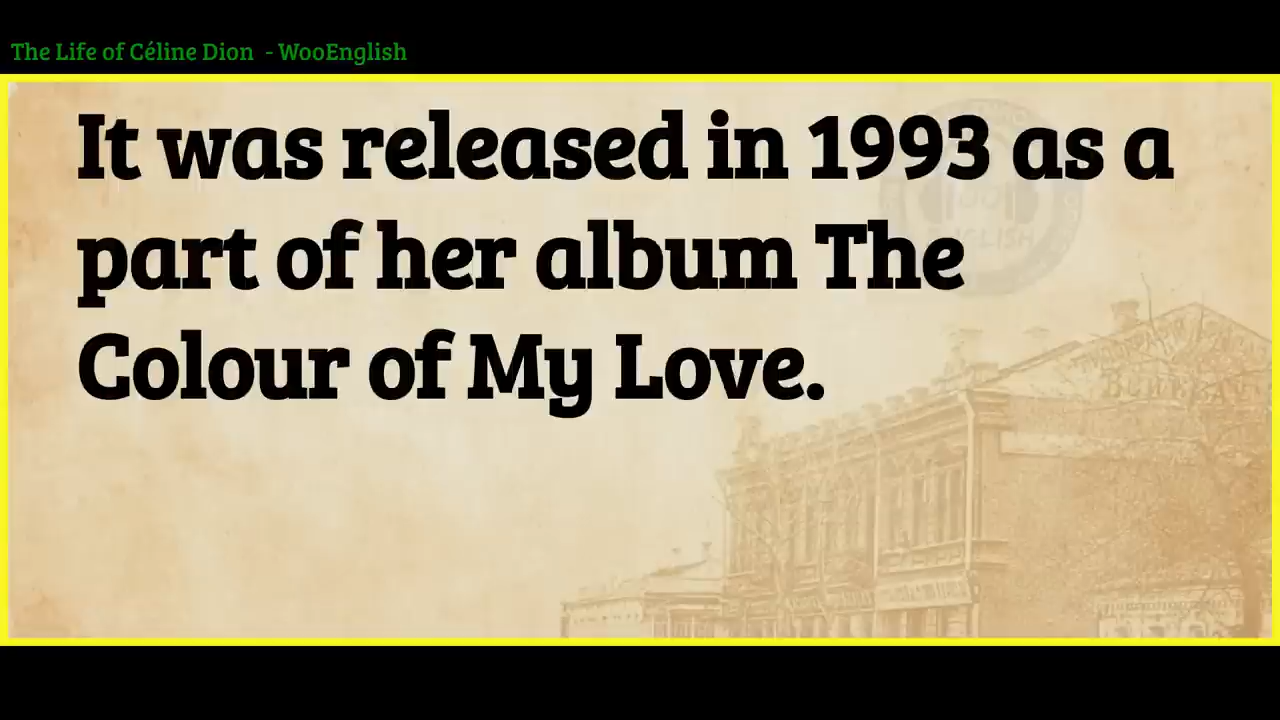 The Life of Céline Dion - WooEnglish
It was released in 1993 as a
part of her album The
Colour of My Love.